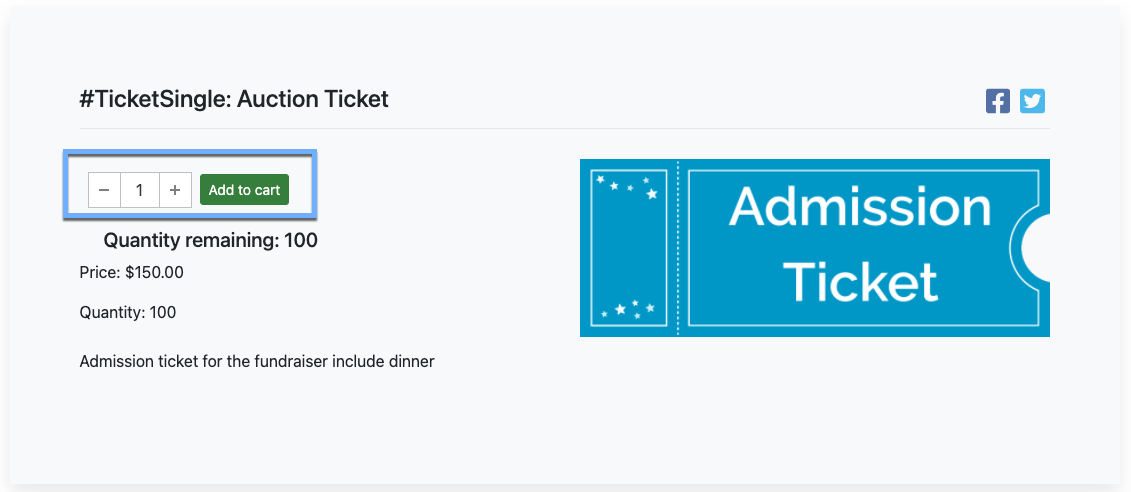 #TicketSingle: Auction Ticket
− 1 + Add to cart
Quantity remaining: 100
Price: $150.00
Quantity: 100
Admission ticket for the fundraiser include dinner
Admission
Ticket